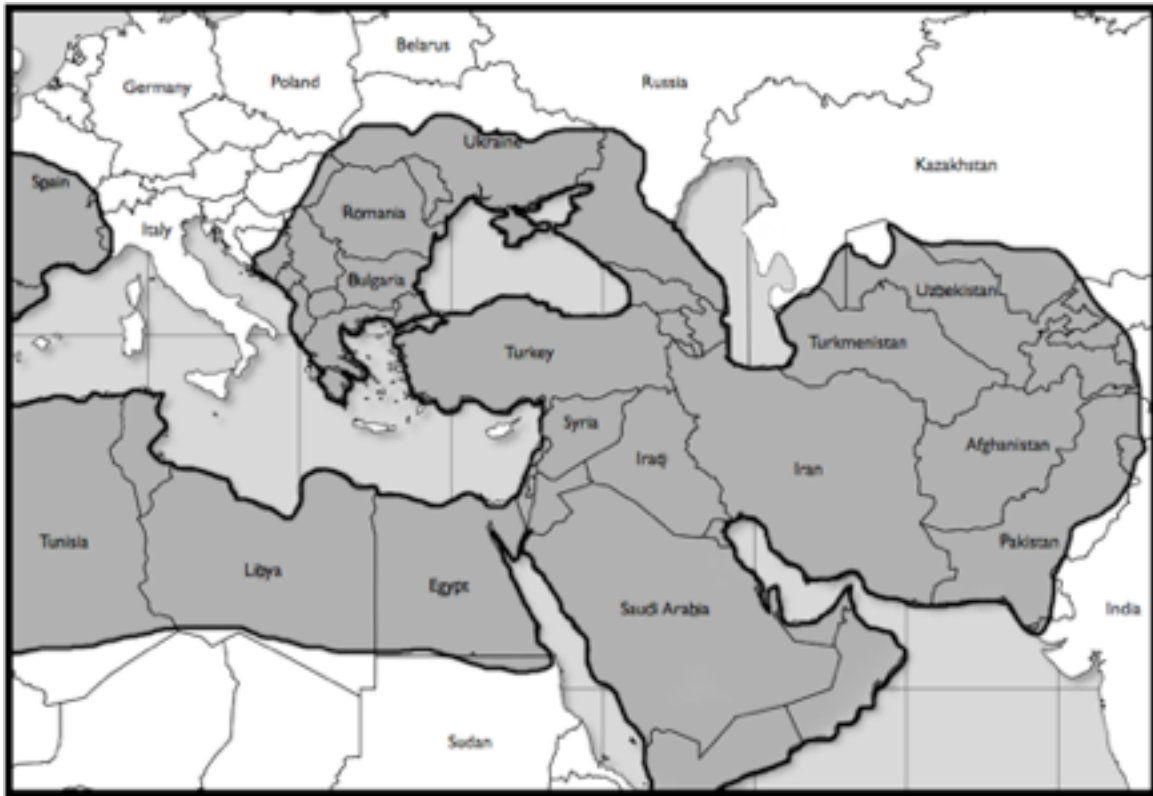 Belarus
Germany
Poland
Russia
Ukraine
Kazakhstan
Spain
Romania
Italy
Bulgaria
Uzbekistan
Turkey
Turkmenistan
Syria
Afghanistan
Iraq
Iran
Tunisia
Pakistan
Libya
Egypt
Saudi Arabia
India
Sudan